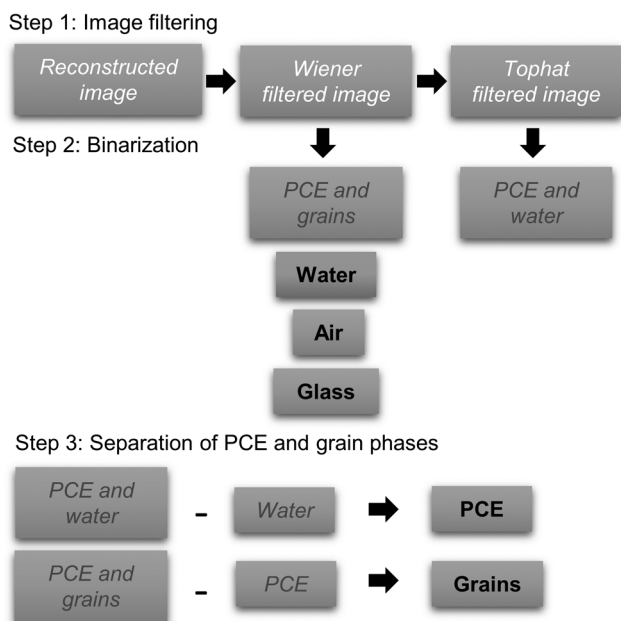 Step 1: Image filtering
Reconstructed
image
Wiener
filtered image
Tophat
filtered image
Step 2: Binarization
PCE and
grains
PCE and
water
Water
Air
Glass
Step 3: Separation of PCE and grain phases
PCE and
water
-
Water
PCE
PCE and
grains
-
PCE
Grains